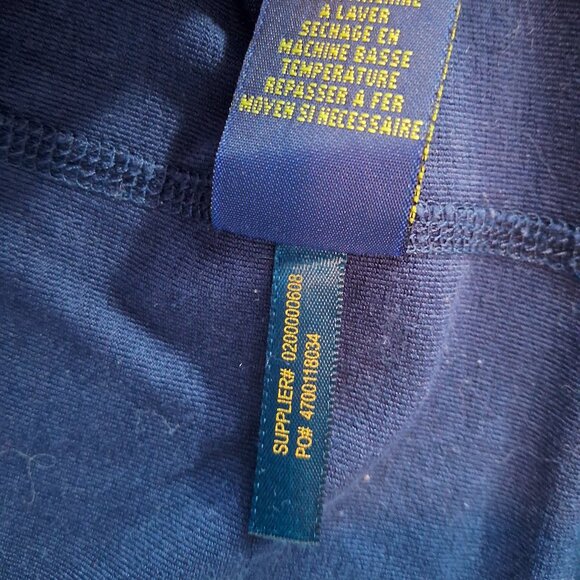 À LAVER
SECHAGE EN
MACHINE BASSE
TEMPERATURE
REPASSER À FER
MOYEN SI NECESSAIRE
SUPPLIER# 0200000608
PO# 4700118034